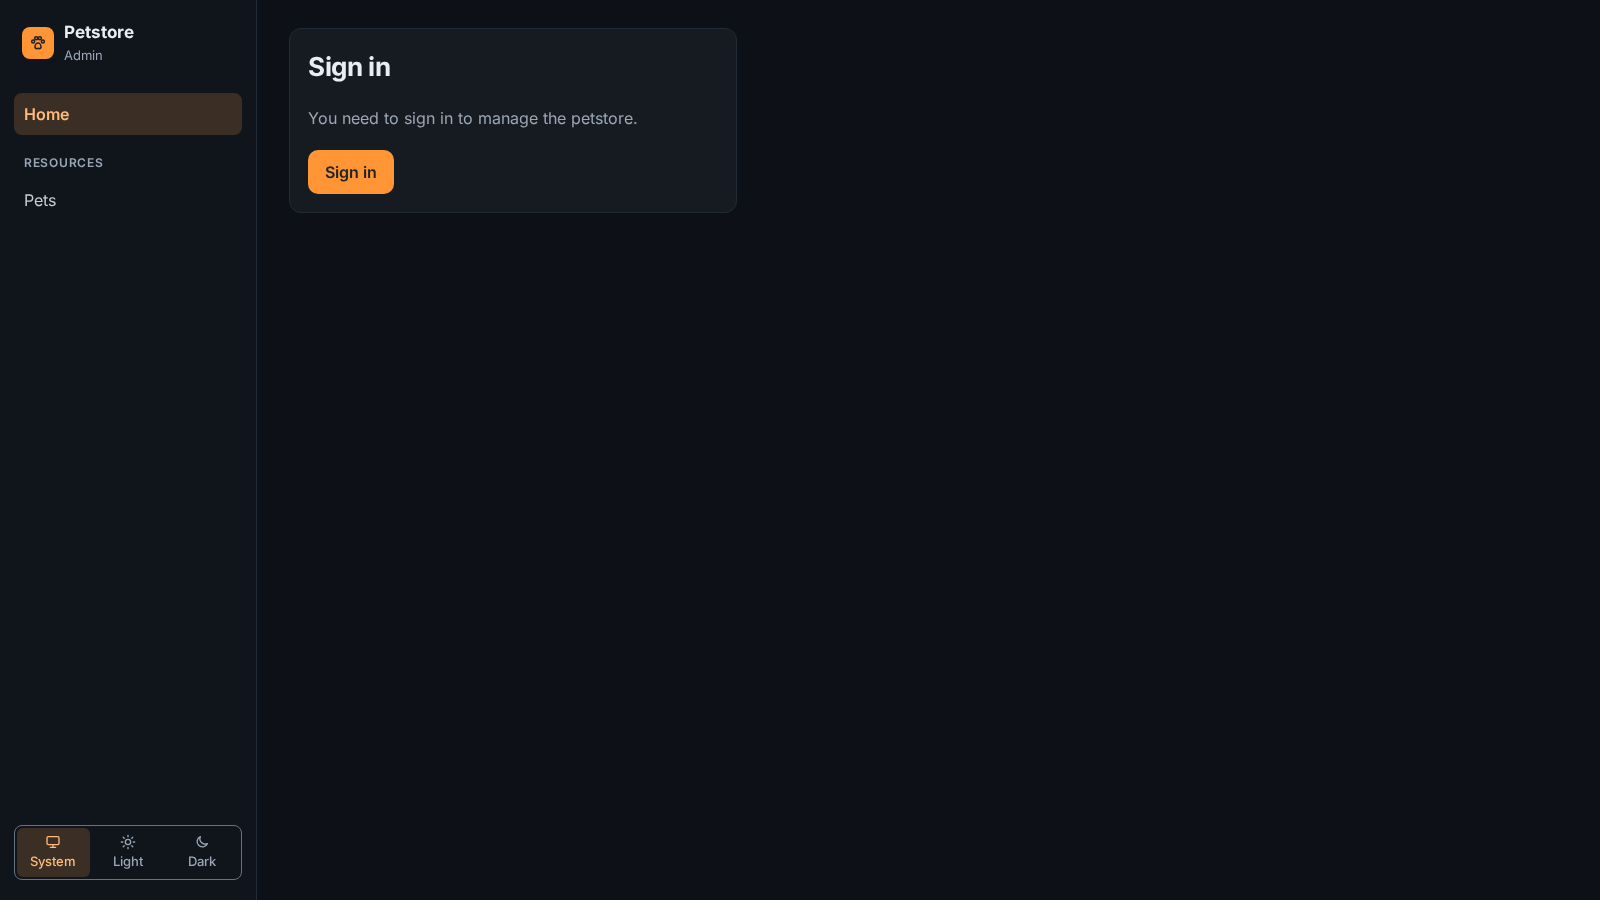 Petstore
Admin
Home
RESOURCES
Pets
System
Light
Dark
Sign in
You need to sign in to manage the petstore.
Sign in